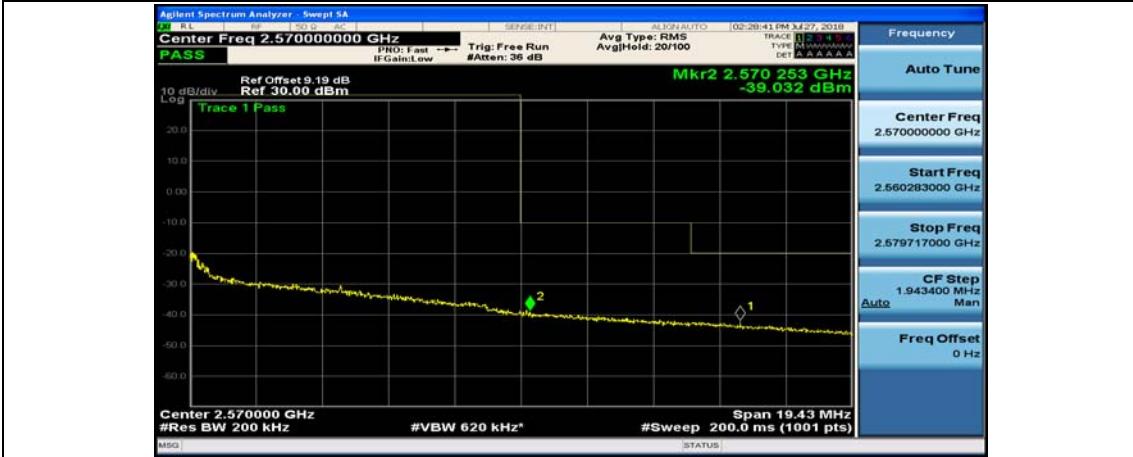 Agilent Spectrum Analyzer - Swept SA
RL RF 50 Ω AC SENSE:INT ALIGN AUTO 02:28:41 PM Jul 27, 2018
Center Freq 2.570000000 GHz
PASS
PNO: Fast
IFGain:Low
Trig: Free Run
#Atten: 36 dB
Avg Type: RMS
Avg|Hold: 20/100
TRACE 1 2 3 4 5 6
TYPE M
DET A A A A A A
Ref Offset 9.19 dB
10 dB/div Ref 30.00 dBm
Log
Mkr2 2.570 253 GHz
-39.032 dBm
Trace 1 Pass
20.0
10.0
0.00
-10.0
-20.0
-30.0
-40.0
-50.0
-60.0
2
1
Center 2.570000 GHz Span 19.43 MHz
#Res BW 200 kHz #VBW 620 kHz* #Sweep 200.0 ms (1001 pts)
MSG STATUS
Frequency
Auto Tune
Center Freq
2.570000000 GHz
Start Freq
2.560283000 GHz
Stop Freq
2.579717000 GHz
CF Step
1.943400 MHz
Auto Man
Freq Offset
0 Hz